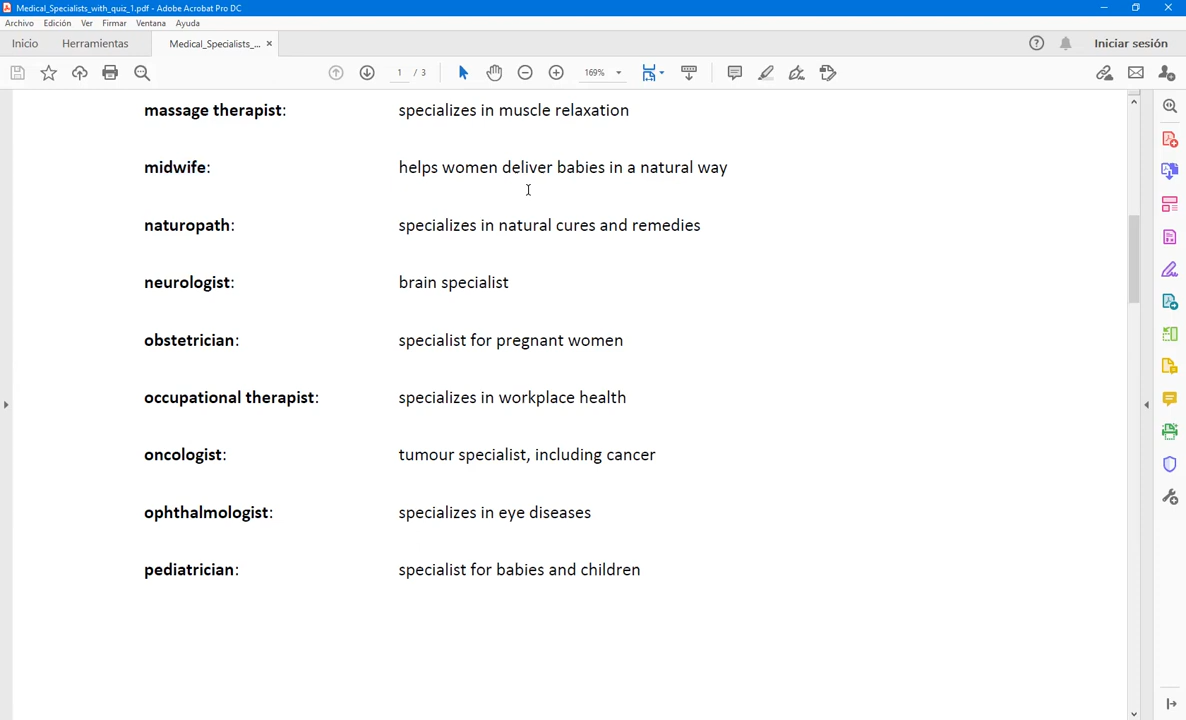 Medical_Specialists_with_quiz_1.pdf - Adobe Acrobat Pro DC
Archivo Edición Ver Firmar Ventana Ayuda
Inicio Herramientas Medical_Specialists_... × Iniciar sesión
1 / 3 169%
massage therapist: specializes in muscle relaxation
midwife: helps women deliver babies in a natural way
naturopath: specializes in natural cures and remedies
neurologist: brain specialist
obstetrician: specialist for pregnant women
occupational therapist: specializes in workplace health
oncologist: tumour specialist, including cancer
ophthalmologist: specializes in eye diseases
pediatrician: specialist for babies and children